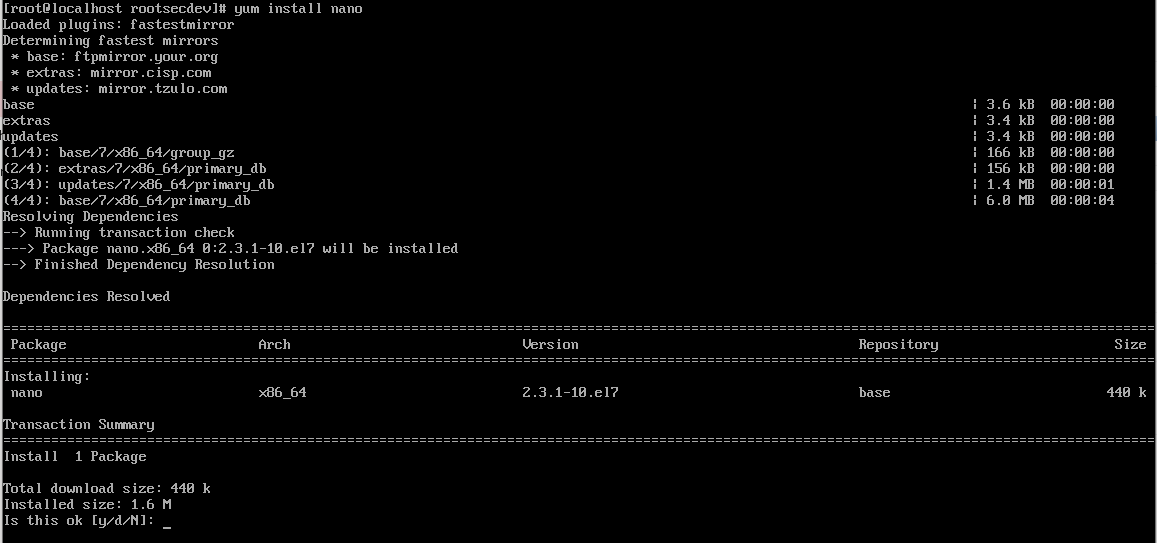 [root@localhost rootsecdev]# yum install nano
Loaded plugins: fastestmirror
Determining fastest mirrors
 * base: ftpmirror.your.org
 * extras: mirror.cisp.com
 * updates: mirror.tzulo.com
base | 3.6 kB 00:00:00
extras | 3.4 kB 00:00:00
updates | 3.4 kB 00:00:00
(1/4): base/7/x86_64/group_gz | 166 kB 00:00:00
(2/4): extras/7/x86_64/primary_db | 156 kB 00:00:00
(3/4): updates/7/x86_64/primary_db | 1.4 MB 00:00:01
(4/4): base/7/x86_64/primary_db | 6.0 MB 00:00:04
Resolving Dependencies
--> Running transaction check
---> Package nano.x86_64 0:2.3.1-10.el7 will be installed
--> Finished Dependency Resolution
Dependencies Resolved
Package Arch Version Repository Size
Installing:
 nano x86_64 2.3.1-10.el7 base 440 k
Transaction Summary
Install 1 Package
Total download size: 440 k
Installed size: 1.6 M
Is this ok [y/d/N]: _